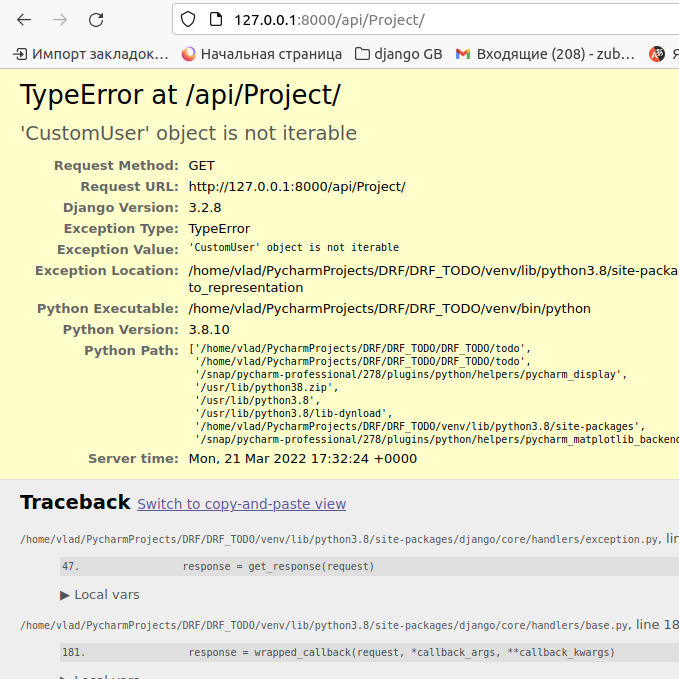 127.0.0.1:8000/api/Project/
Импорт закладок… Начальная страница django GB Входящие (208) - zub…
TypeError at /api/Project/
'CustomUser' object is not iterable
Request Method: GET
Request URL: http://127.0.0.1:8000/api/Project/
Django Version: 3.2.8
Exception Type: TypeError
Exception Value: 'CustomUser' object is not iterable
Exception Location: /home/vlad/PycharmProjects/DRF/DRF_TODO/venv/lib/python3.8/site-packa
to_representation
Python Executable: /home/vlad/PycharmProjects/DRF/DRF_TODO/venv/bin/python
Python Version: 3.8.10
Python Path: ['/home/vlad/PycharmProjects/DRF/DRF_TODO/DRF_TODO/todo',
'/home/vlad/PycharmProjects/DRF/DRF_TODO/DRF_TODO/todo',
'/snap/pycharm-professional/278/plugins/python/helpers/pycharm_display',
'/usr/lib/python38.zip',
'/usr/lib/python3.8',
'/usr/lib/python3.8/lib-dynload',
'/home/vlad/PycharmProjects/DRF/DRF_TODO/venv/lib/python3.8/site-packages',
'/snap/pycharm-professional/278/plugins/python/helpers/pycharm_matplotlib_backend
Server time: Mon, 21 Mar 2022 17:32:24 +0000
Traceback Switch to copy-and-paste view
/home/vlad/PycharmProjects/DRF/DRF_TODO/venv/lib/python3.8/site-packages/django/core/handlers/exception.py, lin
47. response = get_response(request)
▶ Local vars
/home/vlad/PycharmProjects/DRF/DRF_TODO/venv/lib/python3.8/site-packages/django/core/handlers/base.py, line 18
181. response = wrapped_callback(request, *callback_args, **callback_kwargs)
▶ Local vars